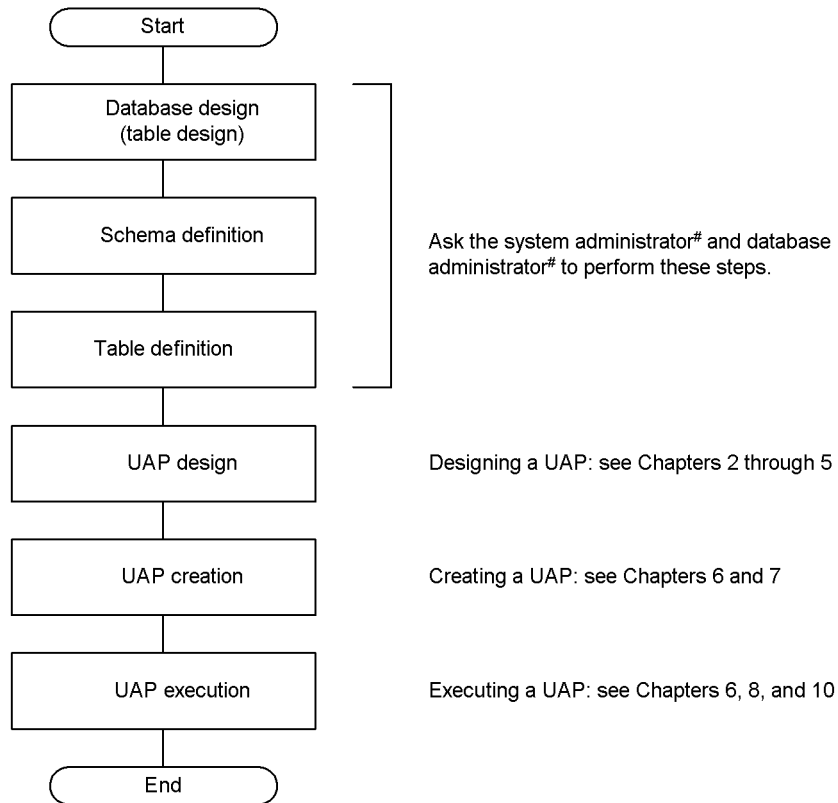 Start
Database design
(table design)
Schema definition
Ask the system administrator# and database
administrator# to perform these steps.
Table definition
UAP design
Designing a UAP: see Chapters 2 through 5
UAP creation
Creating a UAP: see Chapters 6 and 7
UAP execution
Executing a UAP: see Chapters 6, 8, and 10
End